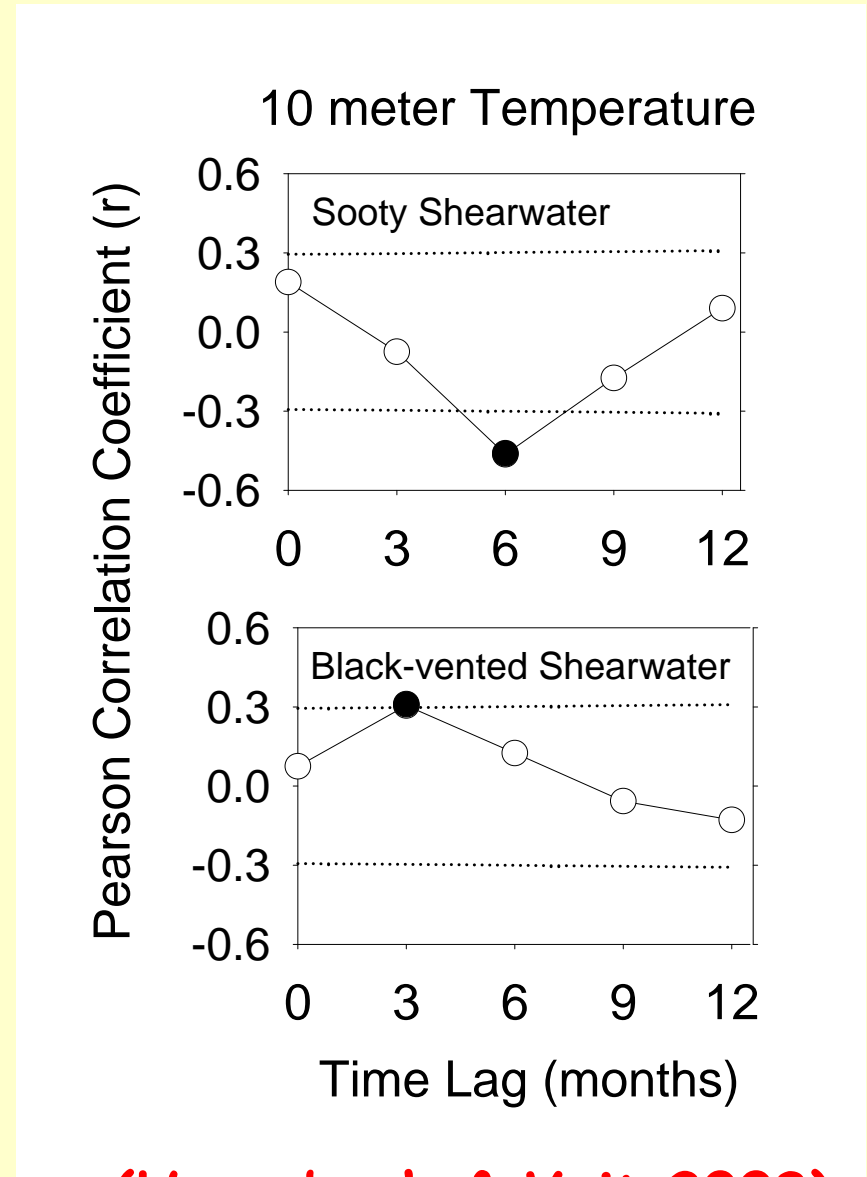 10 meter Temperature
Pearson Correlation Coefficient (r)
Sooty Shearwater
0.6
0.3
0.0
-0.3
-0.6
0 3 6 9 12
Black-vented Shearwater
0.6
0.3
0.0
-0.3
-0.6
0 3 6 9 12
Time Lag (months)